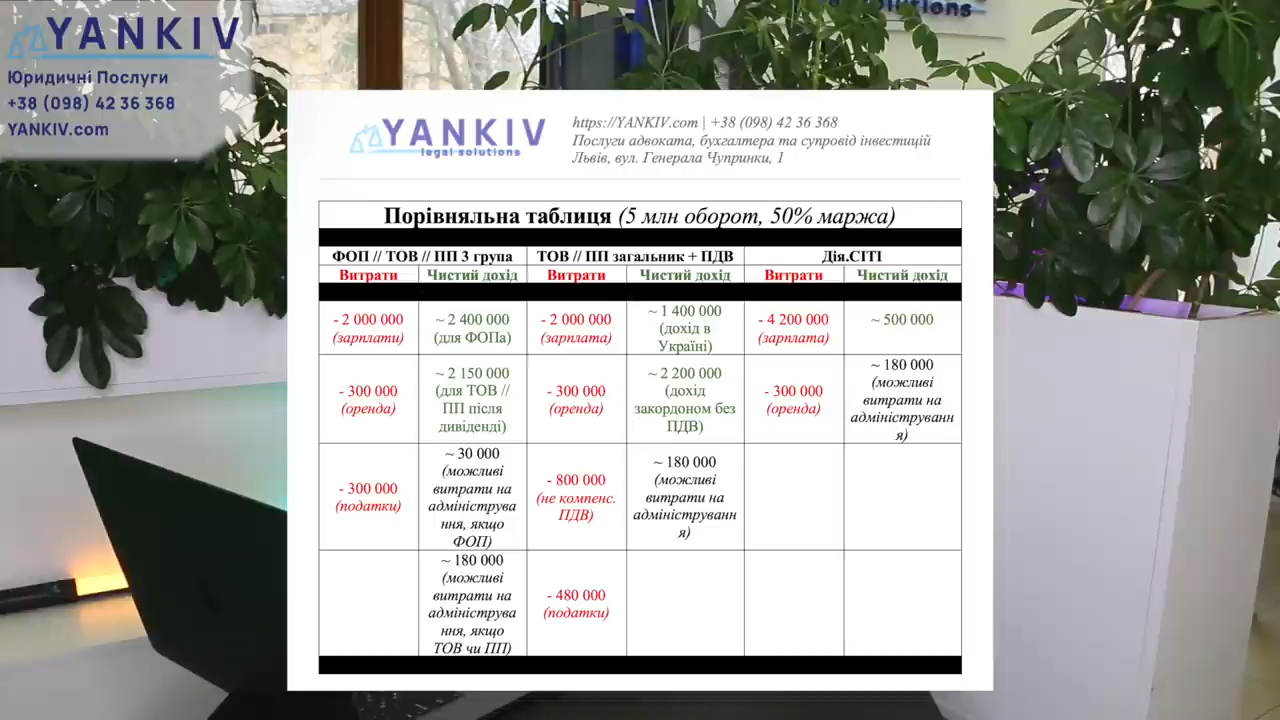 YANKIV
Юридичні Послуги
+38 (098) 42 36 368
YANKIV.com
solutions
YANKIV
legal solutions
https://YANKIV.com | +38 (098) 42 36 368
Послуги адвоката, бухгалтера та супровід інвестицій
Львів, вул. Генерала Чупринки, 1
Порівняльна таблиця (5 млн оборот, 50% маржа)
ФОП // ТОВ // ПП 3 група
ТОВ // ПП загальник + ПДВ
Дія.СІТІ
Витрати
Чистий дохід
Витрати
Чистий дохід
Витрати
Чистий дохід
- 2 000 000
(зарплати)
~ 2 400 000
(для ФОПа)
- 2 000 000
(зарплата)
~ 1 400 000
(дохід в
Україні)
- 4 200 000
(зарплата)
~ 500 000
- 300 000
(оренда)
~ 2 150 000
(для ТОВ //
ПП після
дивіденді)
- 300 000
(оренда)
~ 2 200 000
(дохід
закордоном без
ПДВ)
- 300 000
(оренда)
~ 180 000
(можливі
витрати на
адмініструванн
я)
- 300 000
(податки)
~ 30 000
(можливі
витрати на
адмініструва
ння, якщо
ФОП)
- 800 000
(не компенс.
ПДВ)
~ 180 000
(можливі
витрати на
адмініструванн
я)
~ 180 000
(можливі
витрати на
адмініструва
ння, якщо
ТОВ чи ПП)
- 480 000
(податки)